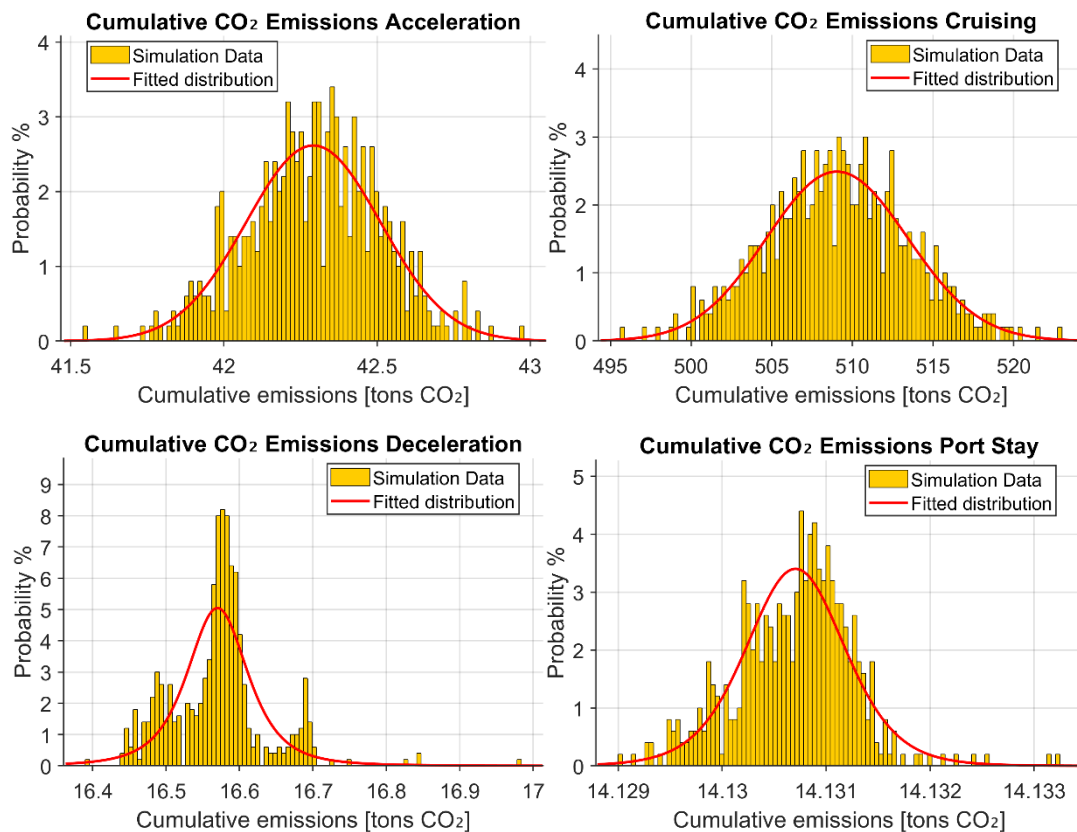 Cumulative CO₂ Emissions Acceleration
Simulation Data
Fitted distribution
Probability %
4
3
2
1
0
41.5 42 42.5 43
Cumulative emissions [tons CO₂]
Cumulative CO₂ Emissions Cruising
Simulation Data
Fitted distribution
Probability %
4
3
2
1
0
495 500 505 510 515 520
Cumulative emissions [tons CO₂]
Cumulative CO₂ Emissions Deceleration
Simulation Data
Fitted distribution
Probability %
9
8
7
6
5
4
3
2
1
0
16.4 16.5 16.6 16.7 16.8 16.9 17
Cumulative emissions [tons CO₂]
Cumulative CO₂ Emissions Port Stay
Simulation Data
Fitted distribution
Probability %
5
4
3
2
1
0
14.129 14.13 14.131 14.132 14.133
Cumulative emissions [tons CO₂]